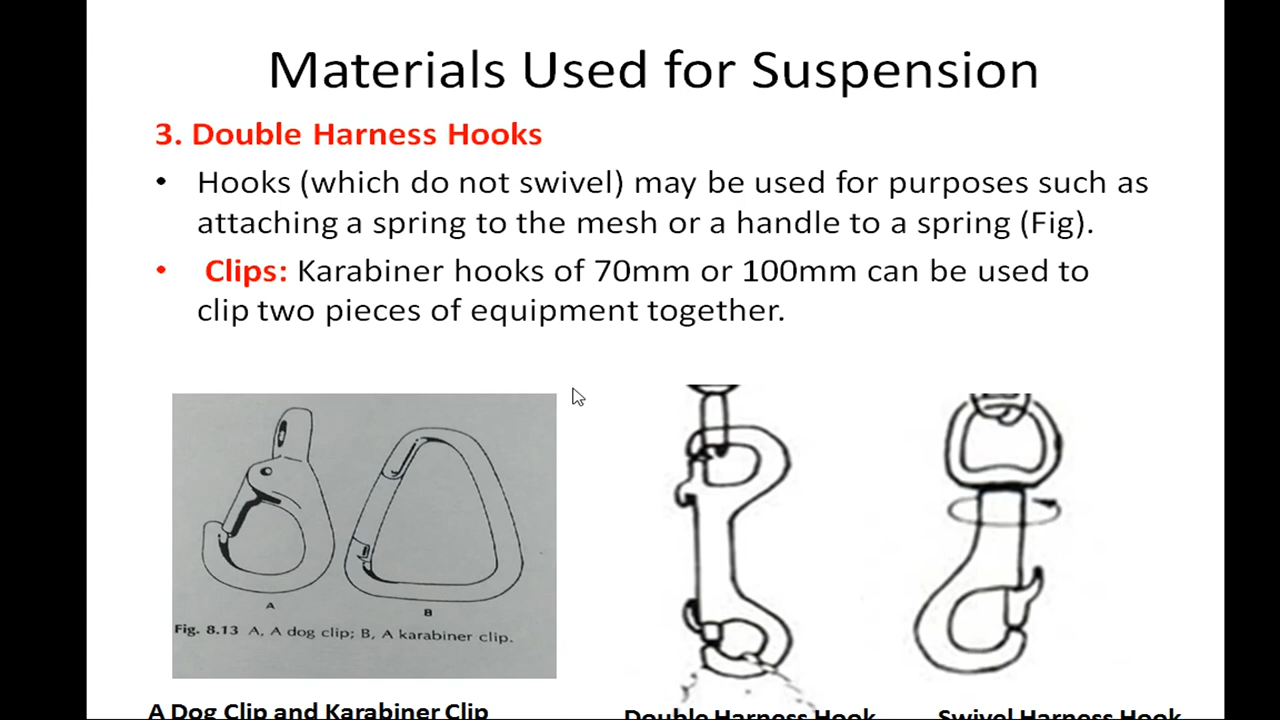 Materials Used for Suspension
3. Double Harness Hooks
• Hooks (which do not swivel) may be used for purposes such as
attaching a spring to the mesh or a handle to a spring (Fig).
• Clips: Karabiner hooks of 70mm or 100mm can be used to
clip two pieces of equipment together.
A
B
Fig. 8.13 A, A dog clip; B, A karabiner clip.
A Dog Clip and Karabiner Clip
Double Harness Hook
Swivel Harness Hook